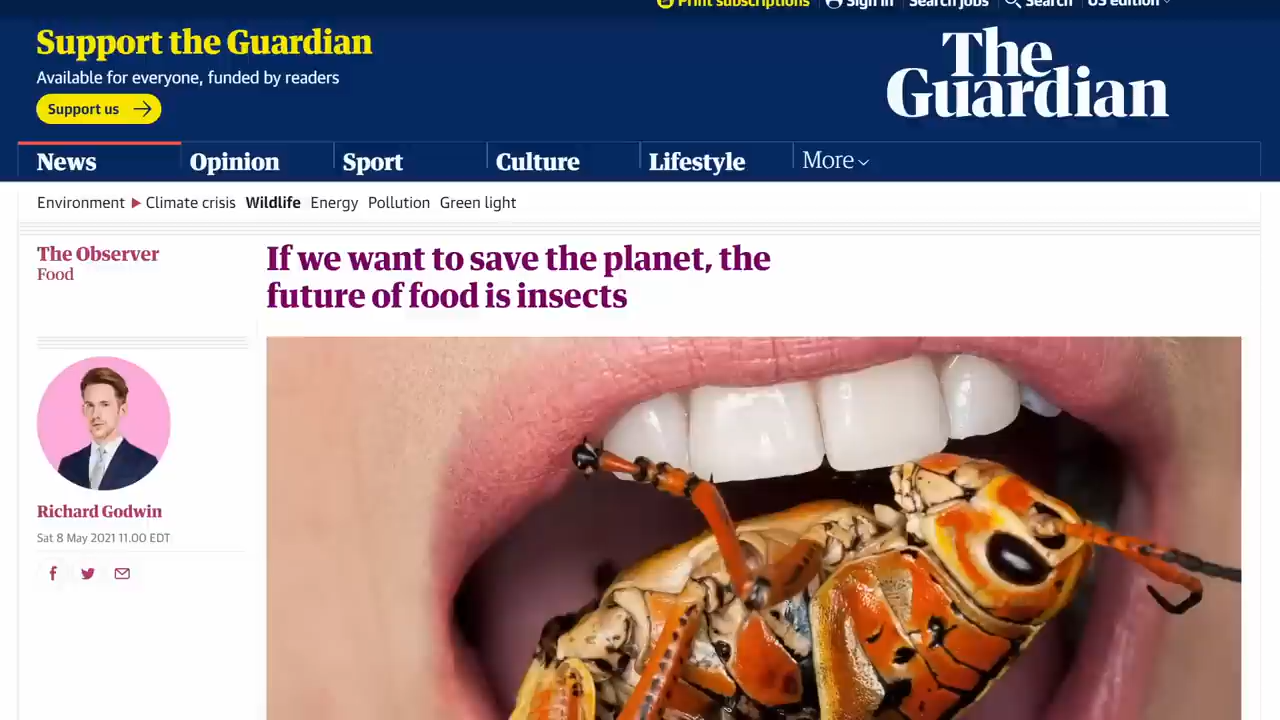 Print subscriptions
Sign in
Search jobs
Search
US edition
Support the Guardian
Available for everyone, funded by readers
Support us
The
Guardian
News
Opinion
Sport
Culture
Lifestyle
More
Environment
Climate crisis
Wildlife
Energy
Pollution
Green light
The Observer
Food
If we want to save the planet, the
future of food is insects
Richard Godwin
Sat 8 May 2021 11.00 EDT